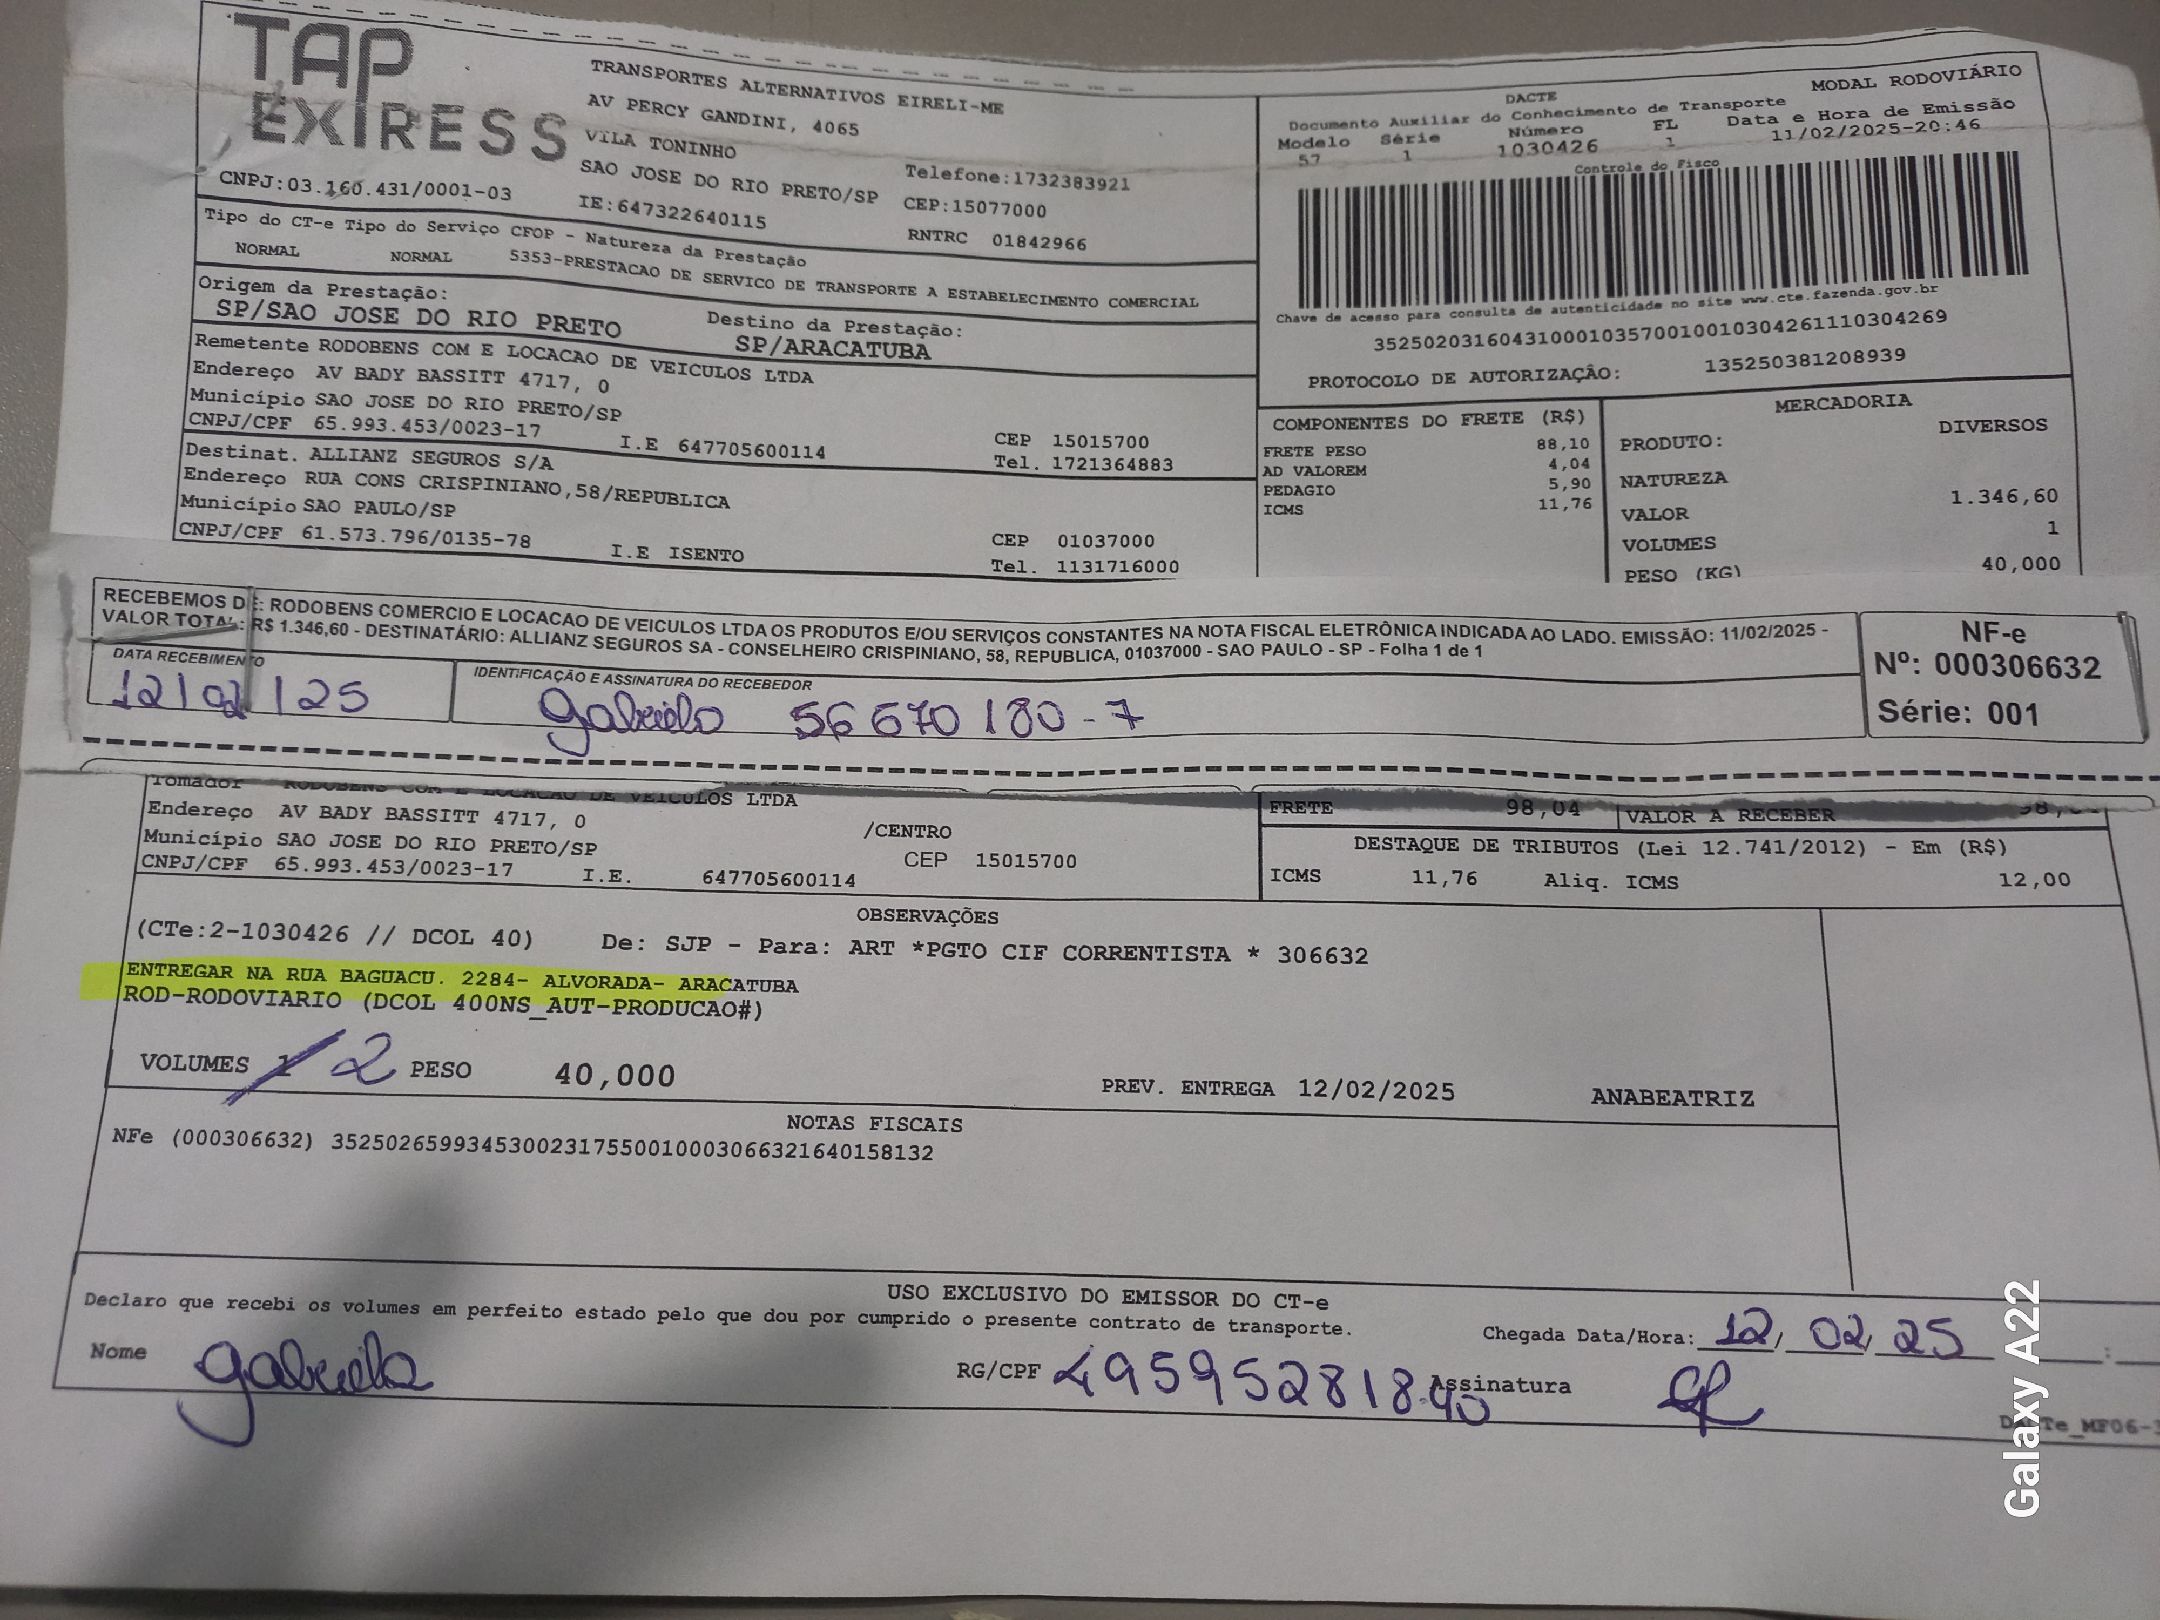 TAP
EXIRESS
TRANSPORTES ALTERNATIVOS EIRELI-ME
AV PERCY GANDINI, 4065
VILA TONINHO
SAO JOSE DO RIO PRETO/SP
Telefone:1732383921
CEP:15077000
CNPJ:03.160.431/0001-03
IE:647322640115
RNTRC 01842966
Tipo do CT-e Tipo do Serviço CFOP - Natureza da Prestação
NORMAL NORMAL 5353-PRESTACAO DE SERVICO DE TRANSPORTE A ESTABELECIMENTO COMERCIAL
Origem da Prestação:
SP/SAO JOSE DO RIO PRETO
Destino da Prestação:
SP/ARACATUBA
Remetente RODOBENS COM E LOCACAO DE VEICULOS LTDA
Endereço AV BADY BASSITT 4717, 0
Município SAO JOSE DO RIO PRETO/SP
CNPJ/CPF 65.993.453/0023-17 I.E 647705600114
CEP 15015700
Tel. 1721364883
Destinat. ALLIANZ SEGUROS S/A
Endereço RUA CONS CRISPINIANO,58/REPUBLICA
Município SAO PAULO/SP
CNPJ/CPF 61.573.796/0135-78 I.E ISENTO
CEP 01037000
Tel. 1131716000
DACTE
MODAL RODOVIÁRIO
Documento Auxiliar do Conhecimento de Transporte
Modelo Série Número FL Data e Hora de Emissão
57 1 1030426 1 11/02/2025-20:46
Controle do Fisco
Chave de acesso para consulta de autenticidade no site www.cte.fazenda.gov.br
35250203160431000103570010010304261110304269
PROTOCOLO DE AUTORIZAÇÃO: 135250381208939
COMPONENTES DO FRETE (R$)
FRETE PESO 88,10
AD VALOREM 4,04
PEDAGIO 5,90
ICMS 11,76
MERCADORIA
PRODUTO: DIVERSOS
NATUREZA
VALOR 1.346,60
VOLUMES 1
PESO (KG) 40,000
RECEBEMOS DE: RODOBENS COMERCIO E LOCACAO DE VEICULOS LTDA OS PRODUTOS E/OU SERVIÇOS CONSTANTES NA NOTA FISCAL ELETRÔNICA INDICADA AO LADO. EMISSÃO: 11/02/2025 -
VALOR TOTAL: R$ 1.346,60 - DESTINATÁRIO: ALLIANZ SEGUROS SA - CONSELHEIRO CRISPINIANO, 58, REPUBLICA, 01037000 - SAO PAULO - SP - Folha 1 de 1
DATA RECEBIMENTO
12/02/25
IDENTIFICAÇÃO E ASSINATURA DO RECEBEDOR
gabriela 56 670 180-7
NF-e
Nº: 000306632
Série: 001
Tomador RODOBENS COM E LOCACAO DE VEICULOS LTDA
Endereço AV BADY BASSITT 4717, 0 /CENTRO
Município SAO JOSE DO RIO PRETO/SP CEP 15015700
CNPJ/CPF 65.993.453/0023-17 I.E. 647705600114
FRETE 98,04 VALOR A RECEBER
DESTAQUE DE TRIBUTOS (Lei 12.741/2012) - Em (R$)
ICMS 11,76 Aliq. ICMS 12,00
OBSERVAÇÕES
(CTe:2-1030426 // DCOL 40) De: SJP - Para: ART *PGTO CIF CORRENTISTA * 306632
ENTREGAR NA RUA BAGUACU. 2284- ALVORADA- ARACATUBA
ROD-RODOVIARIO (DCOL 400NS_AUT-PRODUCAO#)
VOLUMES 1 2 PESO 40,000 PREV. ENTREGA 12/02/2025 ANABEATRIZ
NOTAS FISCAIS
NFe (000306632) 35250265993453002317550010003066321640158132
USO EXCLUSIVO DO EMISSOR DO CT-e
Declaro que recebi os volumes em perfeito estado pelo que dou por cumprido o presente contrato de transporte.
Chegada Data/Hora: 12/02/25 :
Nome gabriela RG/CPF 495952818-40 Assinatura
Galaxy A22